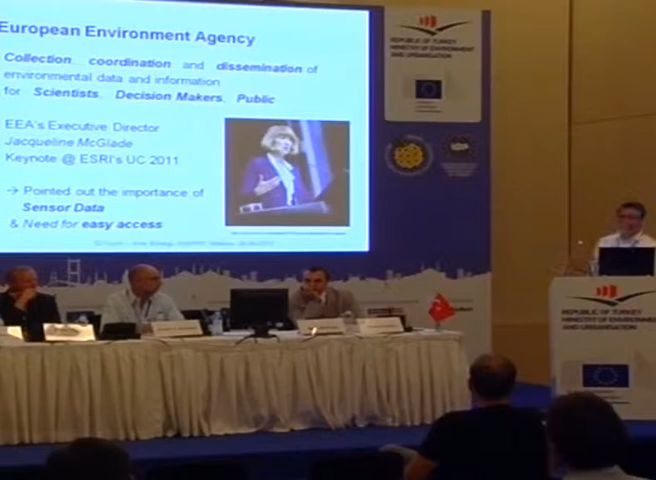 European Environment Agency
Collection, coordination and dissemination of
environmental data and information
for Scientists, Decision Makers, Public
EEA's Executive Director
Jacqueline McGlade
Keynote @ ESRI's UC 2011
→ Pointed out the importance of
Sensor Data
& Need for easy access
REPUBLIC OF TURKEY
MINISTRY OF ENVIRONMENT
AND URBANISATION
REPUBLIC OF TURKEY
MINISTRY OF ENVIRONMENT
AND URBANISATION